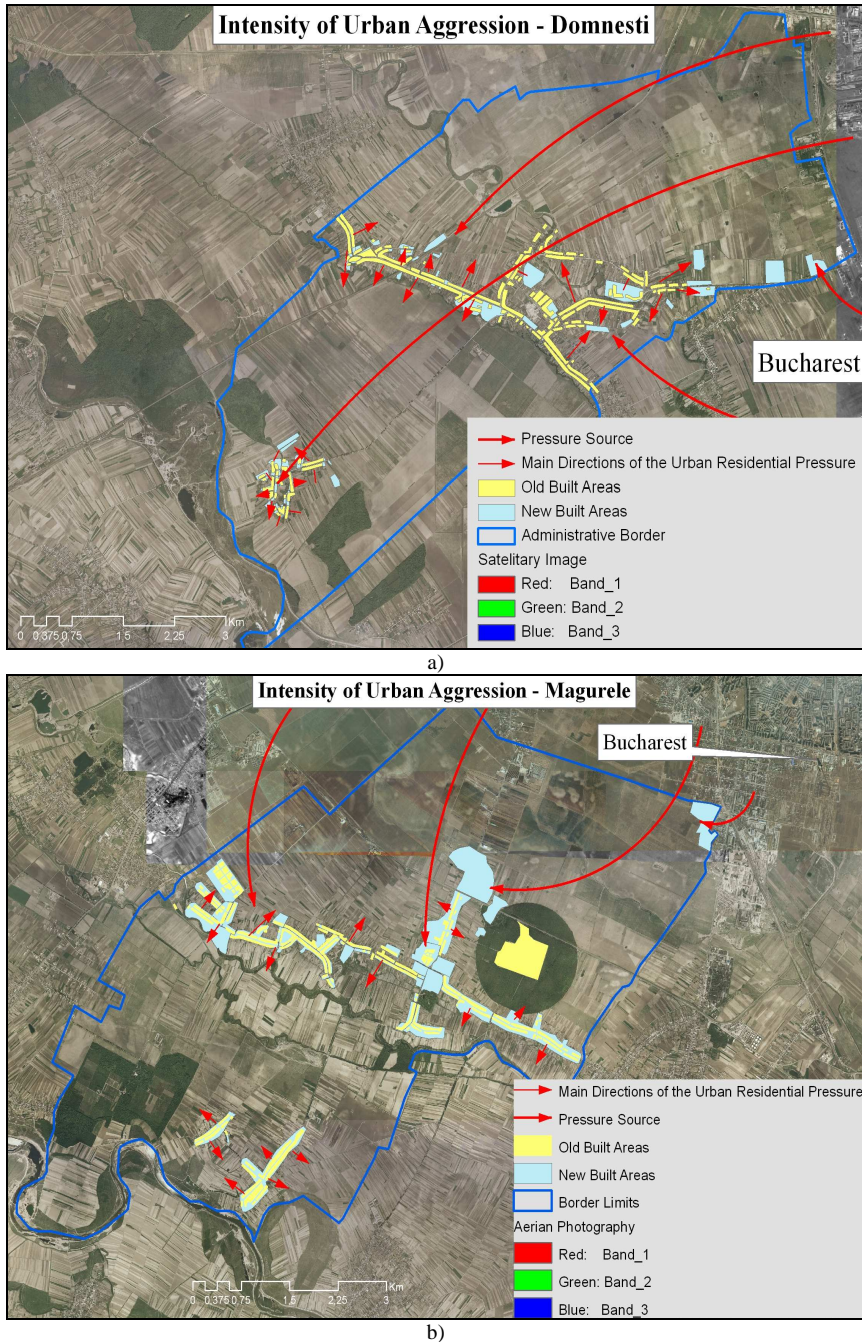 Intensity of Urban Aggression - Domnesti
Bucharest
Pressure Source
Main Directions of the Urban Residential Pressure
Old Built Areas
New Built Areas
Administrative Border
Satelitary Image
Red: Band_1
Green: Band_2
Blue: Band_3
Km
0 0.375 0.75 1.5 2.25 3
a)
Intensity of Urban Aggression - Magurele
Bucharest
Main Directions of the Urban Residential Pressure
Pressure Source
Old Built Areas
New Built Areas
Border Limits
Aerian Photography
Red: Band_1
Green: Band_2
Blue: Band_3
Km
0 0.375 0.75 1.5 2.25 3
b)